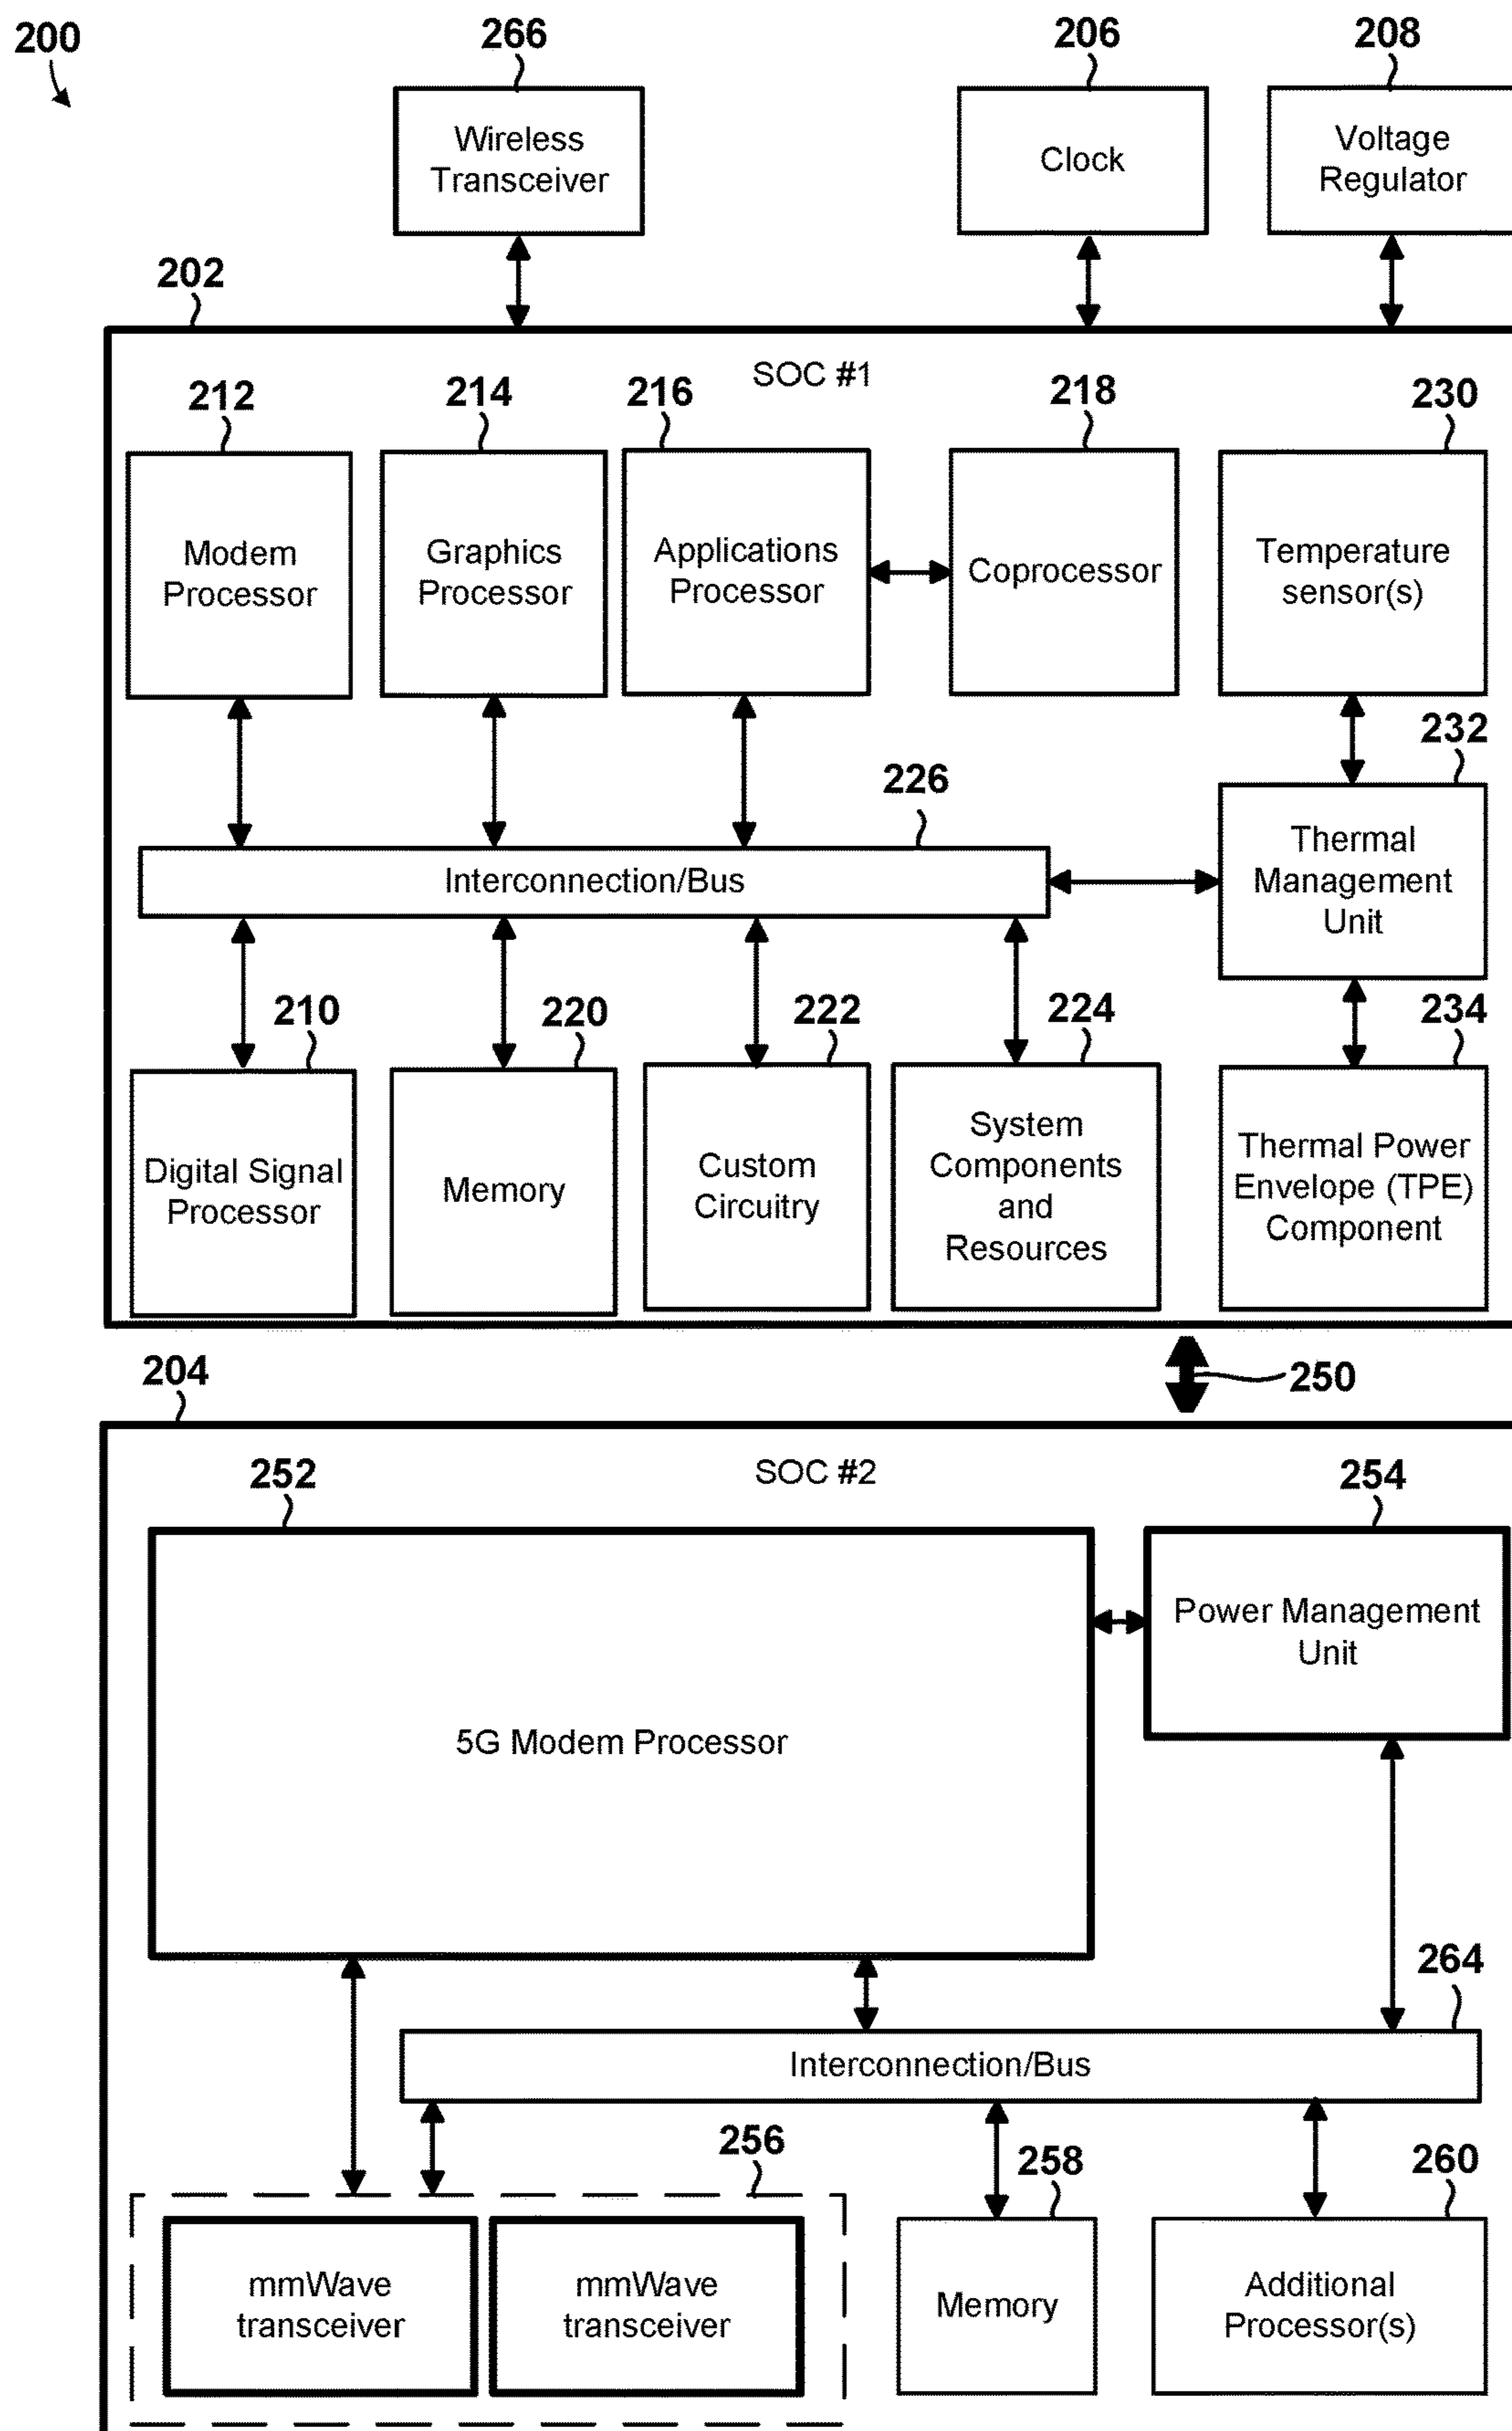 200
266
206
208
Wireless
Transceiver
Clock
Voltage
Regulator
202
SOC #1
212
214
216
218
230
Modem
Processor
Graphics
Processor
Applications
Processor
Coprocessor
Temperature
sensor(s)
232
226
Interconnection/Bus
Thermal
Management
Unit
210
220
222
224
234
Digital Signal
Processor
Memory
Custom
Circuitry
System
Components
and
Resources
Thermal Power
Envelope (TPE)
Component
250
204
SOC #2
252
254
5G Modem Processor
Power Management
Unit
264
Interconnection/Bus
256
258
260
mmWave
transceiver
mmWave
transceiver
Memory
Additional
Processor(s)